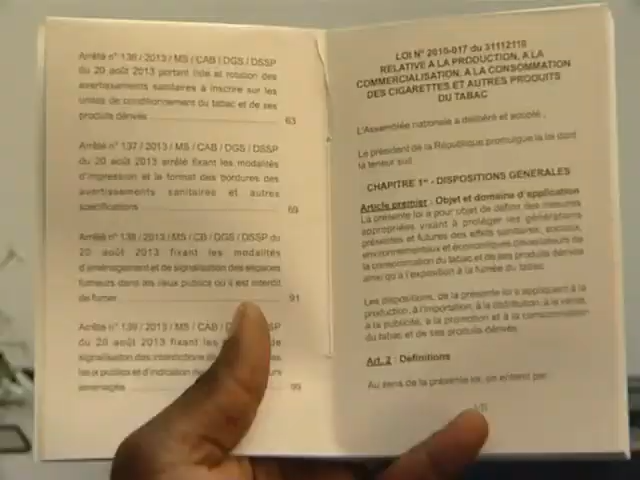 Arrêté n° 136 / 2013 / MS / CAB / DGS / DSSP
du 20 août 2013 portant liste et rotation des
avertissements sanitaires à inscrire sur les
unités de conditionnement du tabac et de ses
produits dérivés 63
Arrêté n° 137 / 2013 / MS / CAB / DGS / DSSP
du 20 août 2013 arrêté fixant les modalités
d'impression et le format des bordures des
avertissements sanitaires et autres
spécifications 69
Arrêté n° 138 / 2013 / MS / CB / DGS / DSSP du
20 août 2013 fixant les modalités
d'aménagement et de signalisation des espaces
fumeurs dans les lieux publics où il est interdit
de fumer 91
Arrêté n° 139 / 2013 / MS / CAB / DSSP
du 20 août 2013 fixant les de
signalisation des interdictions les
lieux publics et d'indication des eurs
aménagés 99
LOI N° 2010-017 du 31112110
RELATIVE A LA PRODUCTION, A LA
COMMERCIALISATION, A LA CONSOMMATION
DES CIGARETTES ET AUTRES PRODUITS
DU TABAC
L'Assemblée nationale a délibéré et adopté ;
Le président de la République promulgue la loi dont
la teneur suit :
CHAPITRE 1er - DISPOSITIONS GENERALES
Article premier : Objet et domaine d'application
La présente loi a pour objet de définir des mesures
appropriées visant à protéger les générations
présentes et futures des effets sanitaires, sociaux,
environnementaux et économiques dévastateurs de
la consommation du tabac et de ses produits dérivés
ainsi qu'à l'exposition à la fumée du tabac.
Les dispositions de la présente loi s'appliquent à la
production, à l'importation, à la distribution, à la vente,
à la publicité, à la promotion et à la consommation
du tabac et de ses produits dérivés.
Art. 2 : Définitions
Au sens de la présente loi, on entend par :